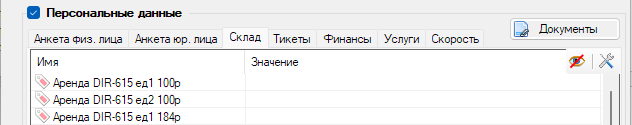 Персональные данные
Документы
Анкета физ. лица Анкета юр. лица Склад Тикеты Финансы Услуги Скорость
Имя Значение
Аренда DIR-615 ед1 100р
Аренда DIR-615 ед2 100р
Аренда DIR-615 ед1 184р